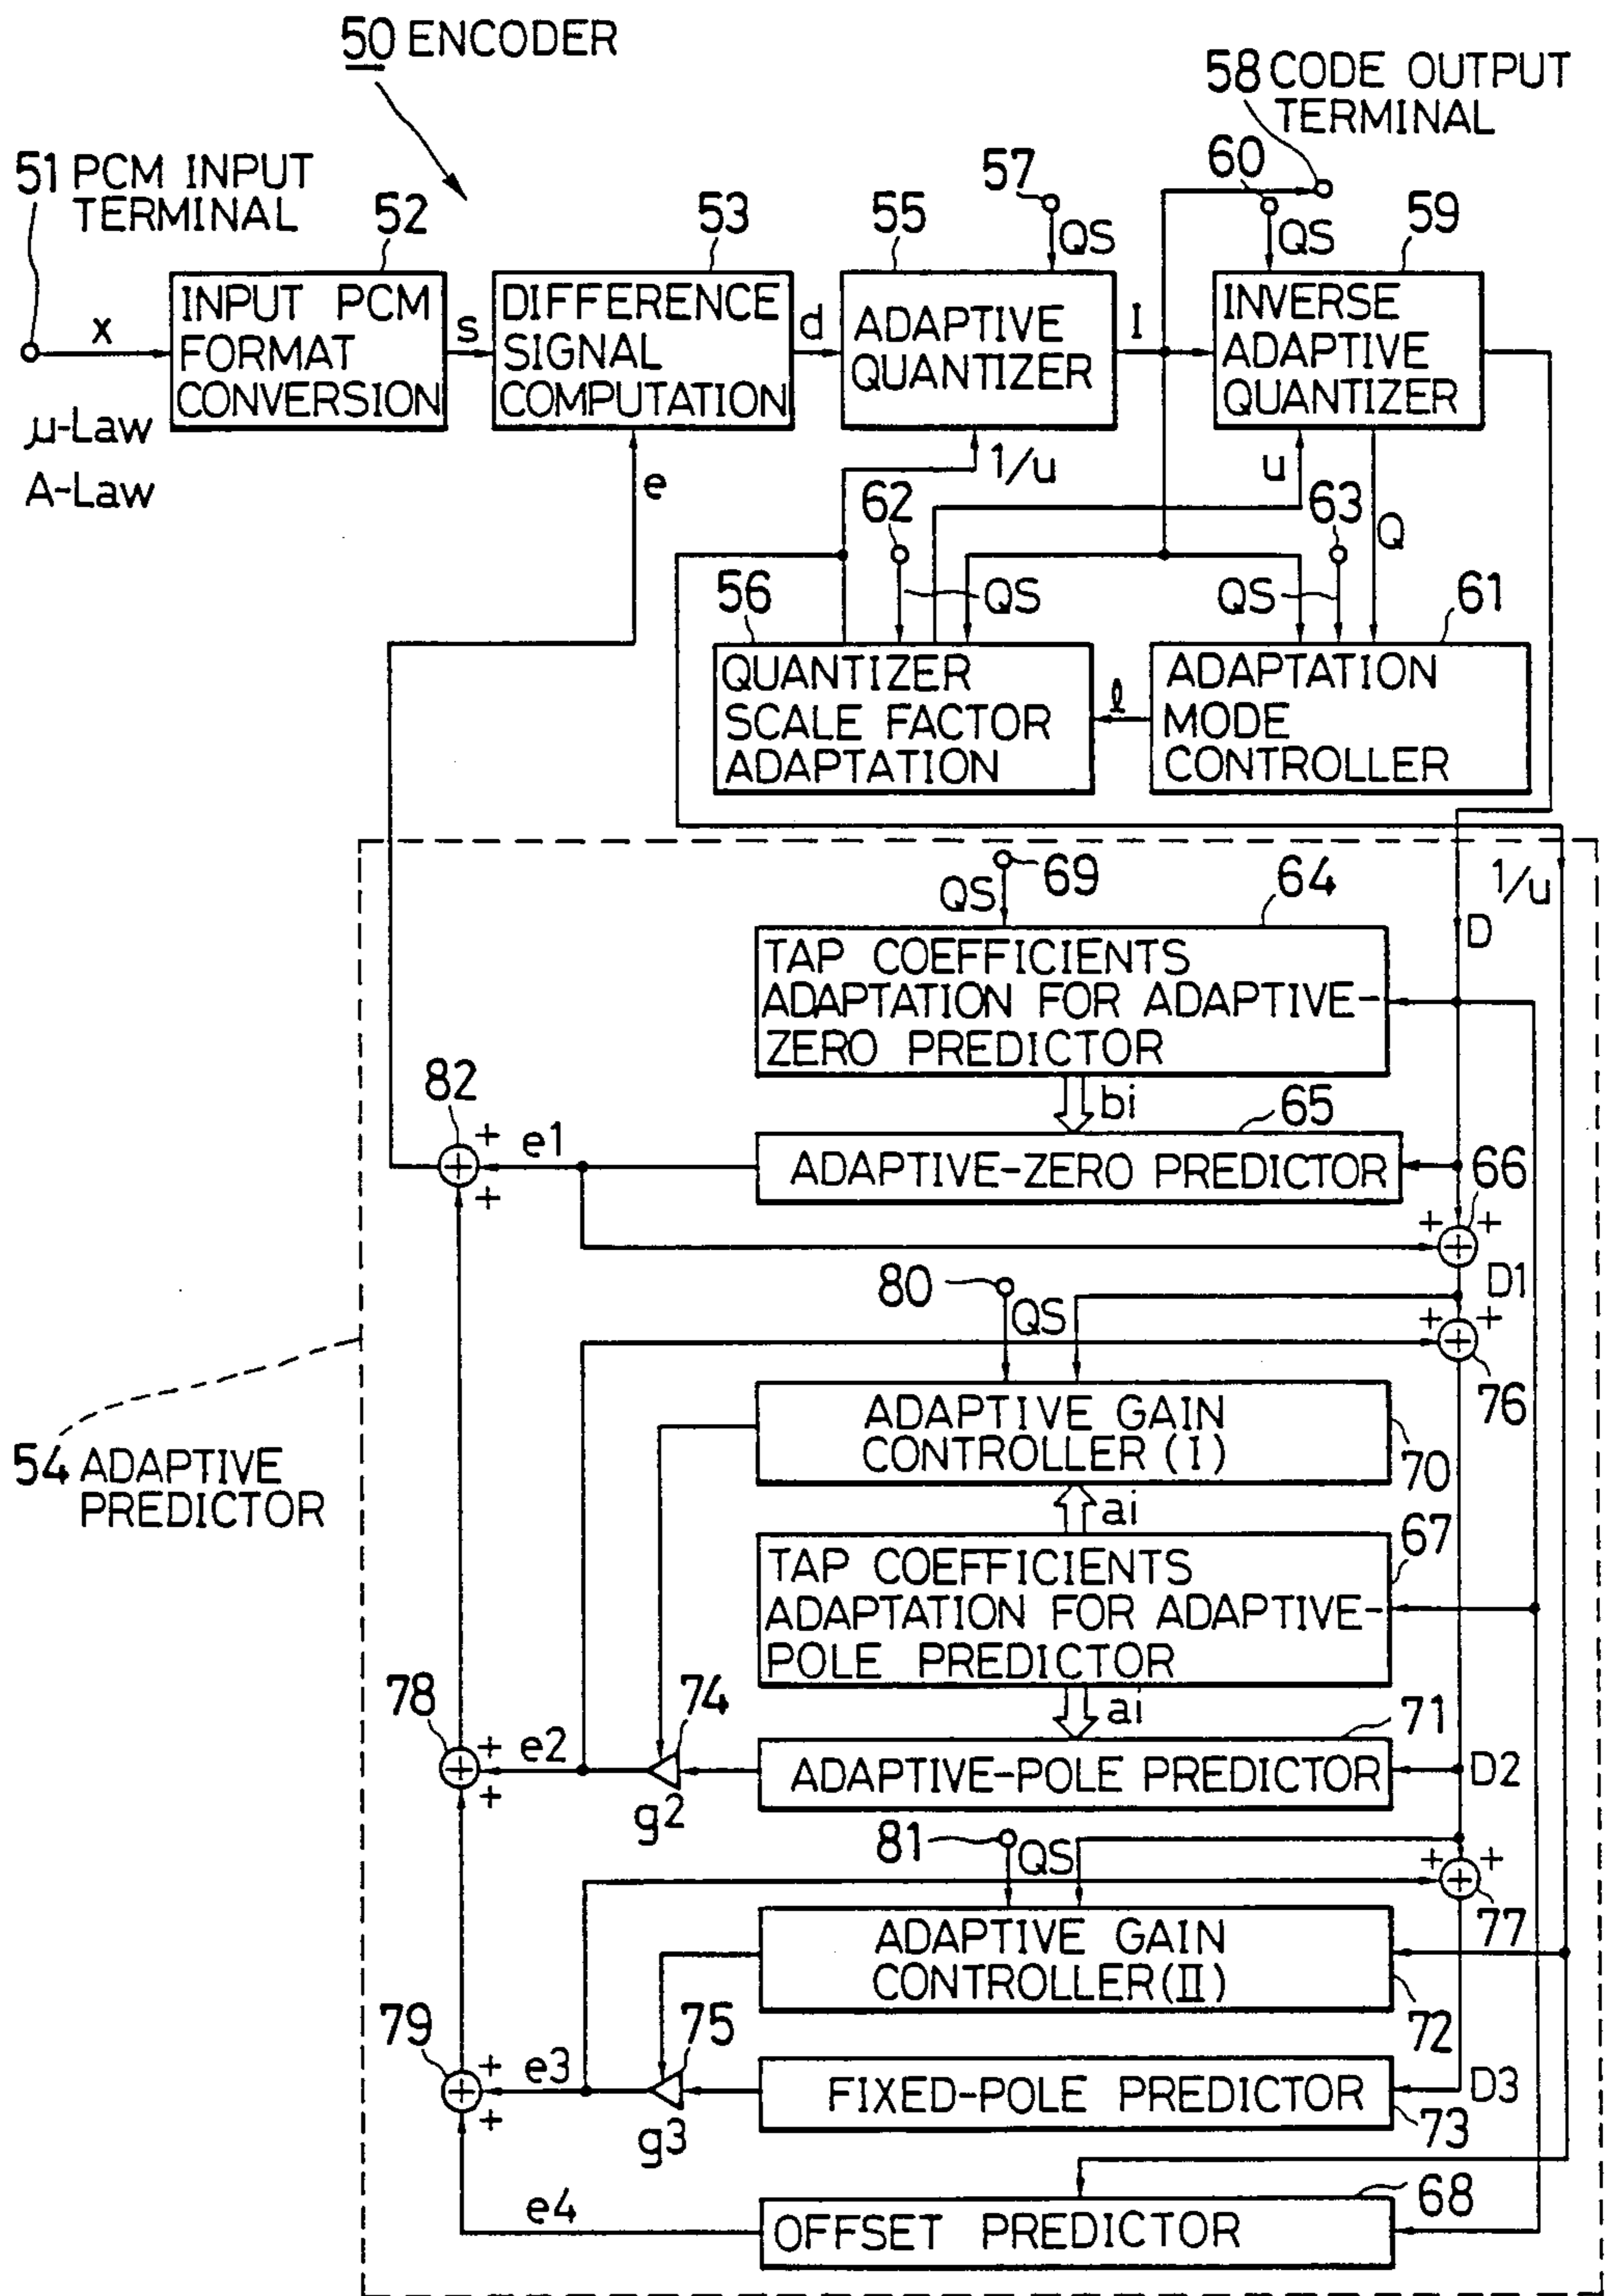 50 ENCODER
58 CODE OUTPUT
TERMINAL
51 PCM INPUT
TERMINAL
52
53
55
57
QS
60
QS
59
x
INPUT PCM
FORMAT
CONVERSION
s
DIFFERENCE
SIGNAL
COMPUTATION
d
ADAPTIVE
QUANTIZER
I
INVERSE
ADAPTIVE
QUANTIZER
μ-Law
A-Law
e
1/u
u
62
63
Q
56
QS
QS
61
QUANTIZER
SCALE FACTOR
ADAPTATION
l
ADAPTATION
MODE
CONTROLLER
69
QS
64
1/u
D
TAP COEFFICIENTS
ADAPTATION FOR ADAPTIVE-
ZERO PREDICTOR
82
bi
65
+
e1
+
ADAPTIVE-ZERO PREDICTOR
66
+ +
80
QS
D1
+ +
76
ADAPTIVE GAIN
CONTROLLER (I)
70
54 ADAPTIVE
PREDICTOR
ai
67
TAP COEFFICIENTS
ADAPTATION FOR ADAPTIVE-
POLE PREDICTOR
78
74
ai
71
+
e2
+
g2
ADAPTIVE-POLE PREDICTOR
D2
81
QS
+ +
77
ADAPTIVE GAIN
CONTROLLER (II)
72
79
75
+
e3
+
g3
FIXED-POLE PREDICTOR
D3
73
e4
68
OFFSET PREDICTOR